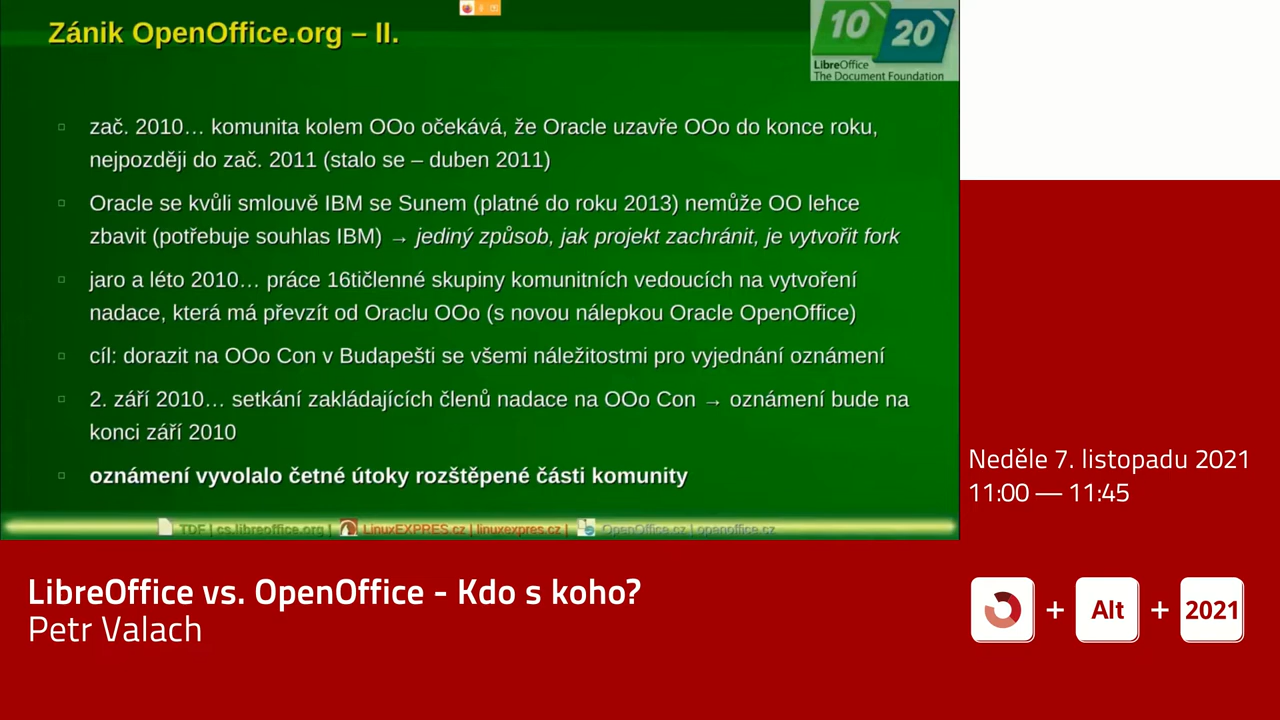 Zánik OpenOffice.org – II.
10 20
LibreOffice
The Document Foundation
zač. 2010… komunita kolem OOo očekává, že Oracle uzavře OOo do konce roku,
nejpozději do zač. 2011 (stalo se – duben 2011)
Oracle se kvůli smlouvě IBM se Sunem (platné do roku 2013) nemůže OO lehce
zbavit (potřebuje souhlas IBM) → jediný způsob, jak projekt zachránit, je vytvořit fork
jaro a léto 2010… práce 16tičlenné skupiny komunitních vedoucích na vytvoření
nadace, která má převzít od Oraclu OOo (s novou nálepkou Oracle OpenOffice)
cíl: dorazit na OOo Con v Budapešti se všemi náležitostmi pro vyjednání oznámení
2. září 2010… setkání zakládajících členů nadace na OOo Con → oznámení bude na
konci září 2010
oznámení vyvolalo četné útoky rozštěpené části komunity
TDF | cs.libreoffice.org | LinuxEXPRES.cz | linuxexpres.cz | OpenOffice.cz | openoffice.cz
Neděle 7. listopadu 2021
11:00 — 11:45
LibreOffice vs. OpenOffice - Kdo s koho?
Petr Valach
+ Alt + 2021